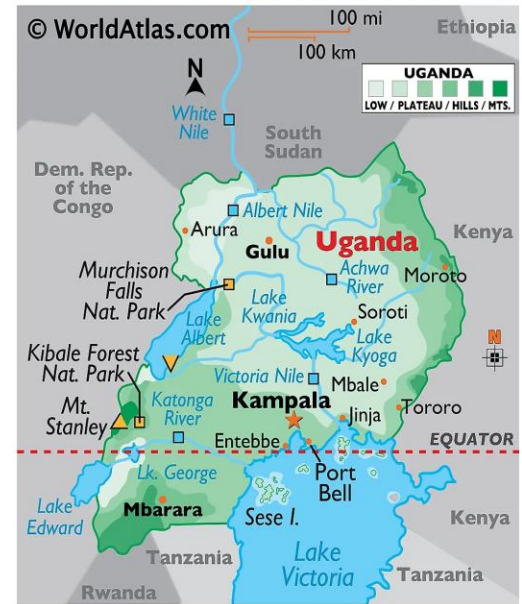 © WorldAtlas.com
100 mi
100 km
Ethiopia
N
UGANDA
LOW / PLATEAU / HILLS / MTS.
White
Nile
South
Sudan
Dem. Rep.
of the
Congo
Albert Nile
Arura
Gulu
Uganda
Kenya
Murchison
Falls
Nat. Park
Achwa
River
Moroto
Lake
Kwania
Soroti
Lake
Albert
Lake
Kyoga
N
Kibale Forest
Nat. Park
Victoria Nile
Mbale
Mt.
Stanley
Katonga
River
Kampala
Jinja
Tororo
Entebbe
EQUATOR
Port
Bell
Lk. George
Lake
Edward
Mbarara
Sese I.
Kenya
Lake
Victoria
Tanzania
Tanzania
Rwanda